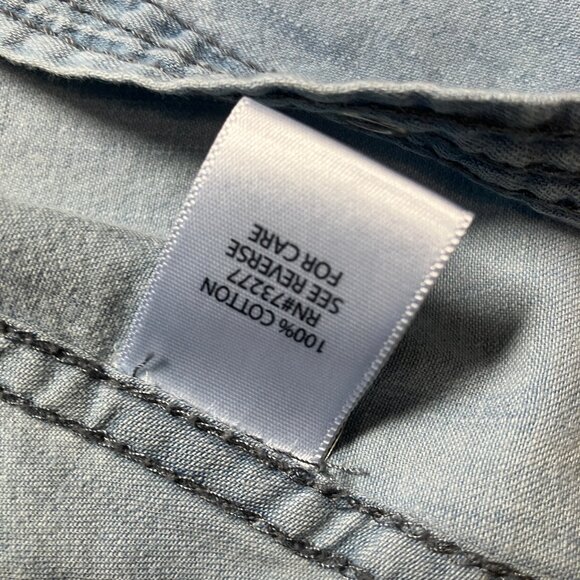 100% COTTON
RN#73277
SEE REVERSE
FOR CARE